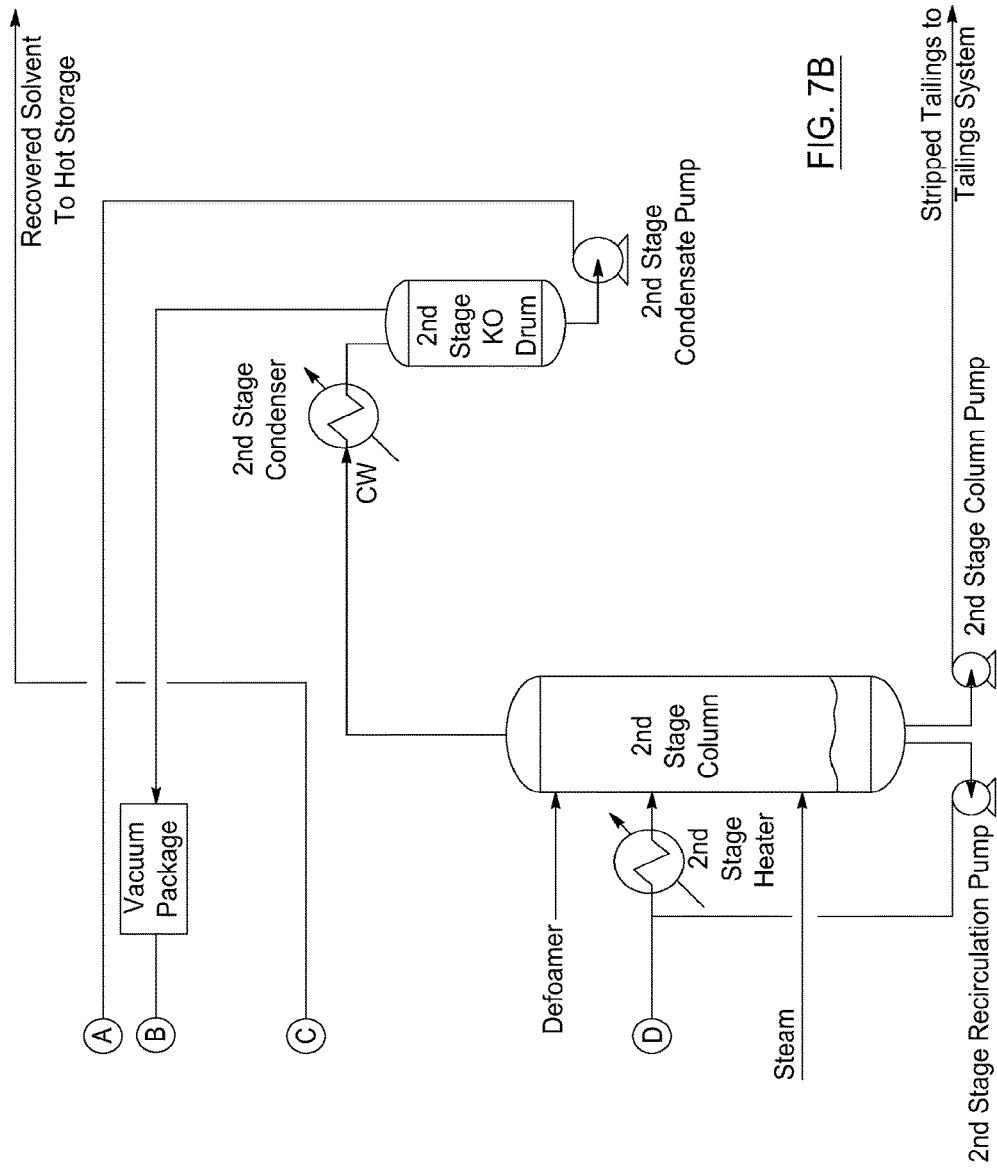 Recovered Solvent
To Hot Storage
A
B
Vacuum
Package
C
2nd Stage
Condenser
CW
2nd
Stage
KO
Drum
2nd Stage
Condensate Pump
Defoamer
D
2nd
Stage
Heater
Steam
2nd
Stage
Column
2nd Stage Recirculation Pump
2nd Stage Column Pump
Stripped Tailings to
Tailings System
FIG. 7B